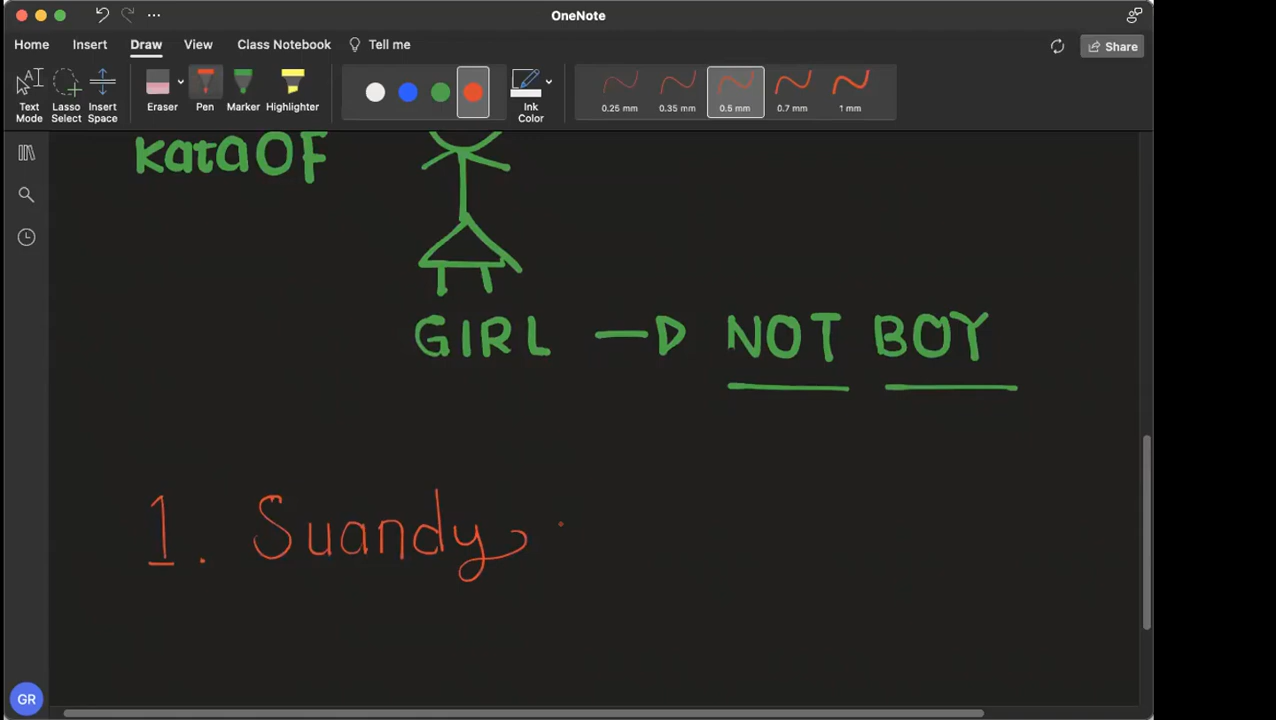 OneNote
Home Insert Draw View Class Notebook Tell me Share
Text Mode
Lasso Select
Insert Space
Eraser
Pen
Marker
Highlighter
Ink Color
0.25 mm
0.35 mm
0.5 mm
0.7 mm
1 mm
kataOF
GIRL —D NOT BOY
1. Suandy
GR